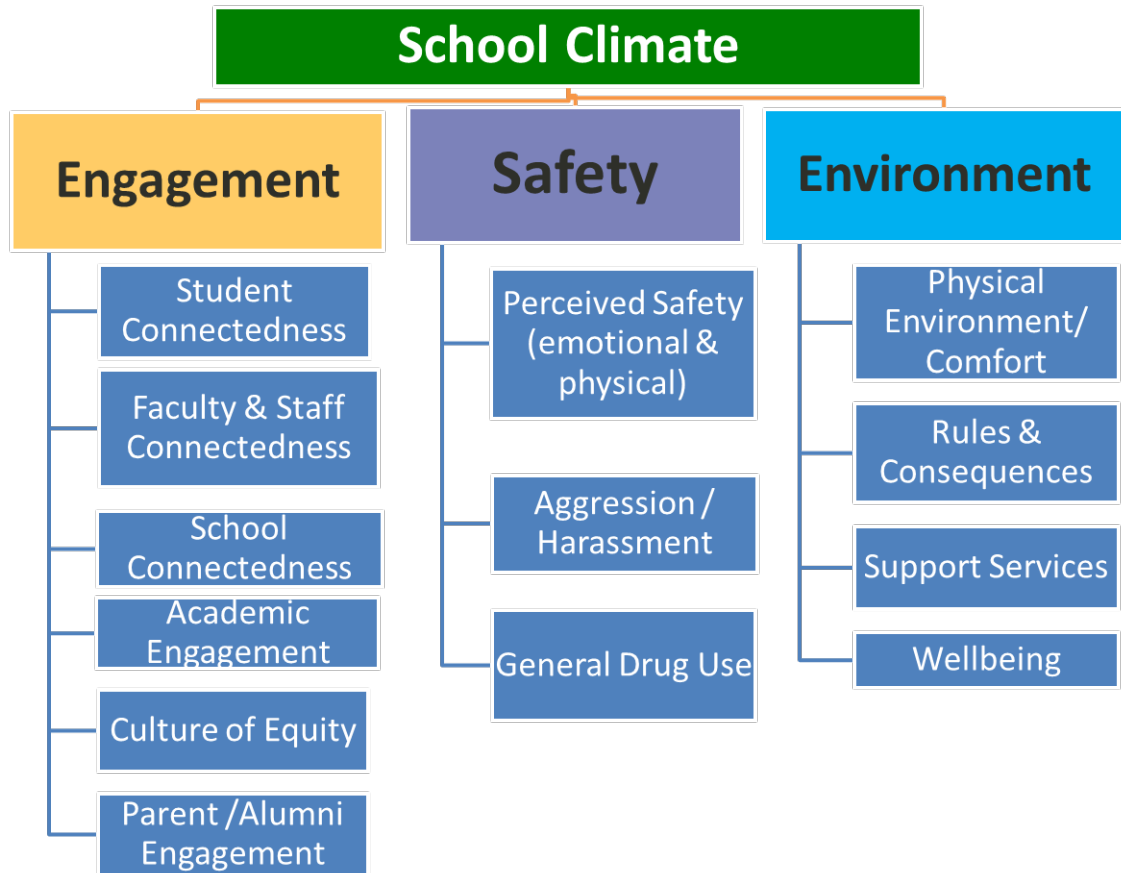 School Climate
Engagement
Student
Connectedness
Faculty & Staff
Connectedness
School
Connectedness
Academic
Engagement
Culture of Equity
Parent /Alumni
Engagement
Safety
Perceived Safety
(emotional &
physical)
Aggression /
Harassment
General Drug Use
Environment
Physical
Environment/
Comfort
Rules &
Consequences
Support Services
Wellbeing